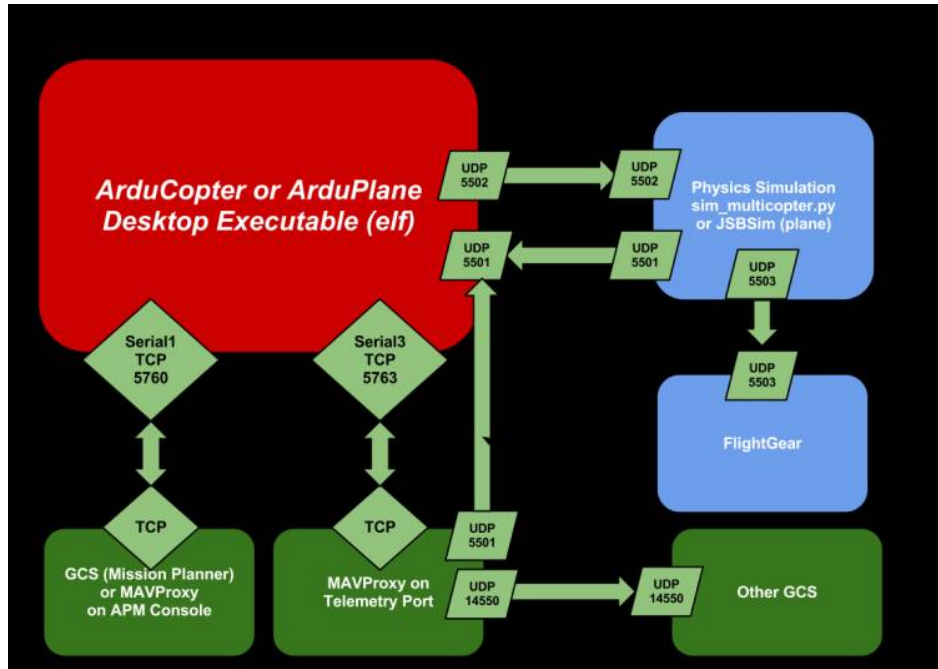 ArduCopter or ArduPlane
Desktop Executable (elf)
UDP
5502
UDP
5502
Physics Simulation
sim_multicopter.py
or JSBSim (plane)
UDP
5501
UDP
5501
UDP
5503
Serial1
TCP
5760
Serial3
TCP
5763
UDP
5503
FlightGear
TCP
TCP
UDP
5501
GCS (Mission Planner)
or MAVProxy
on APM Console
MAVProxy on
Telemetry Port
UDP
14550
UDP
14550
Other GCS